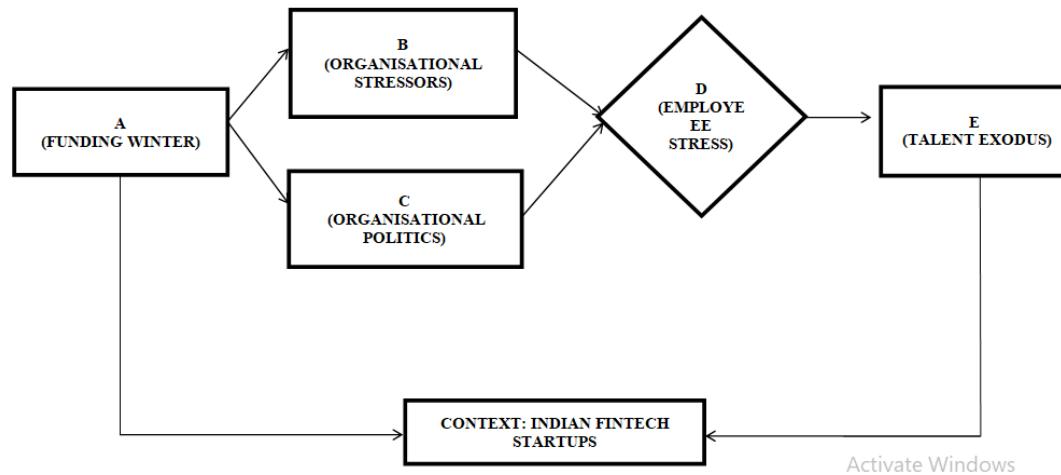 A
(FUNDING WINTER)
B
(ORGANISATIONAL
STRESSORS)
C
(ORGANISATIONAL
POLITICS)
D
(EMPLOYE
EE
STRESS)
E
(TALENT EXODUS)
CONTEXT: INDIAN FINTECH
STARTUPS
Activate Windows